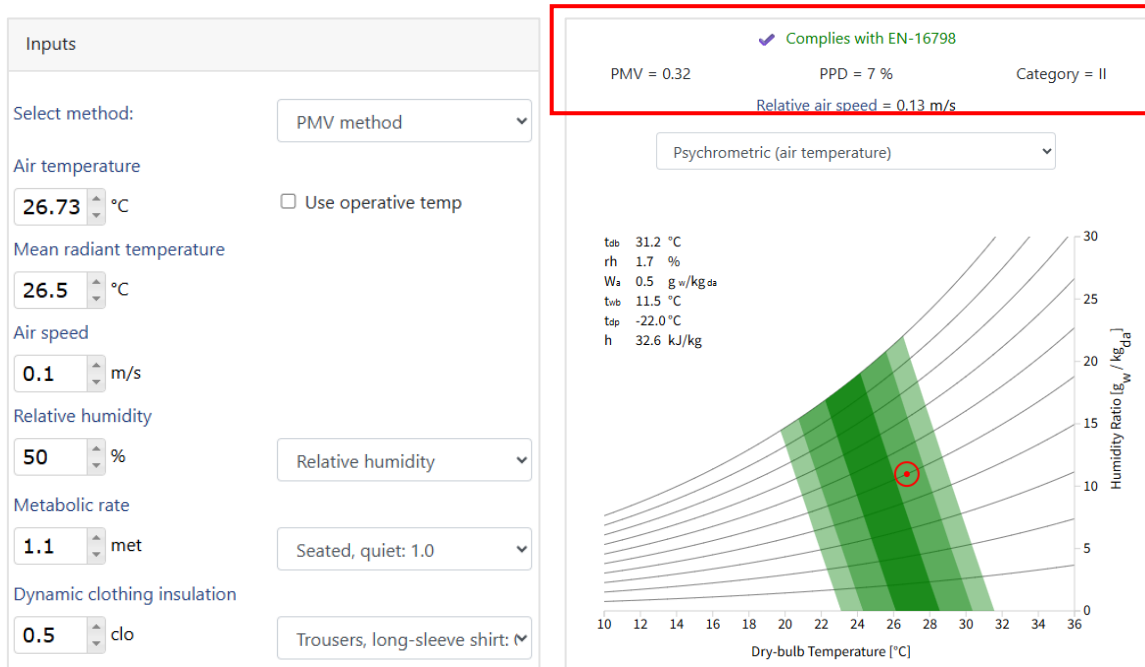 Inputs
Select method:
PMV method
Air temperature
26.73 °C
Use operative temp
Mean radiant temperature
26.5 °C
Air speed
0.1 m/s
Relative humidity
50 %
Relative humidity
Metabolic rate
1.1 met
Seated, quiet: 1.0
Dynamic clothing insulation
0.5 clo
Trousers, long-sleeve shirt:
Complies with EN-16798
PMV = 0.32 PPD = 7 % Category = II
Relative air speed = 0.13 m/s
Psychrometric (air temperature)
tdb 31.2 °C
rh 1.7 %
Wa 0.5 g w/kg da
twb 11.5 °C
tdp -22.0 °C
h 32.6 kJ/kg
30
25
20
15
10
5
0
Humidity Ratio [gw / kgda]
10 12 14 16 18 20 22 24 26 28 30 32 34 36
Dry-bulb Temperature [°C]